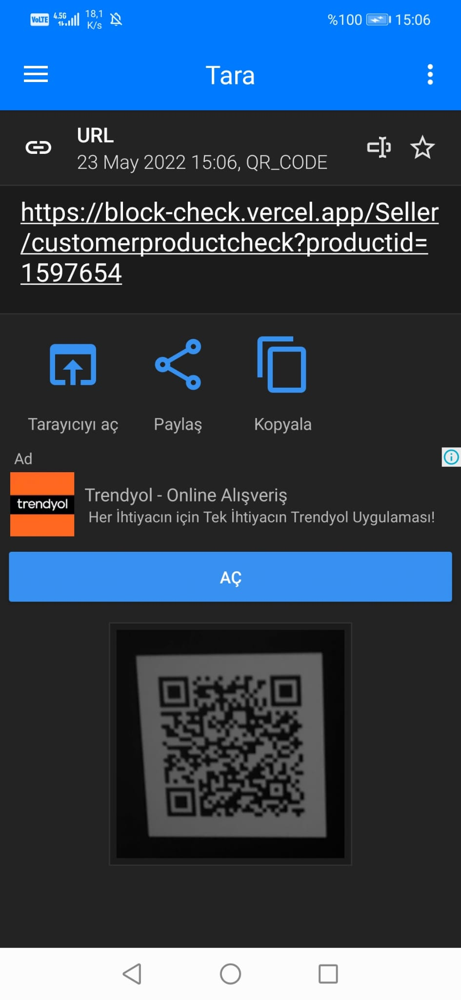 VoLTE 4.5G 18,1 K/s %100 15:06
Tara
URL
23 May 2022 15:06, QR_CODE
https://block-check.vercel.app/Seller
/customerproductcheck?productid=
1597654
Tarayıcıyı aç Paylaş Kopyala
Ad
trendyol
Trendyol - Online Alışveriş
Her İhtiyacın için Tek İhtiyacın Trendyol Uygulaması!
AÇ